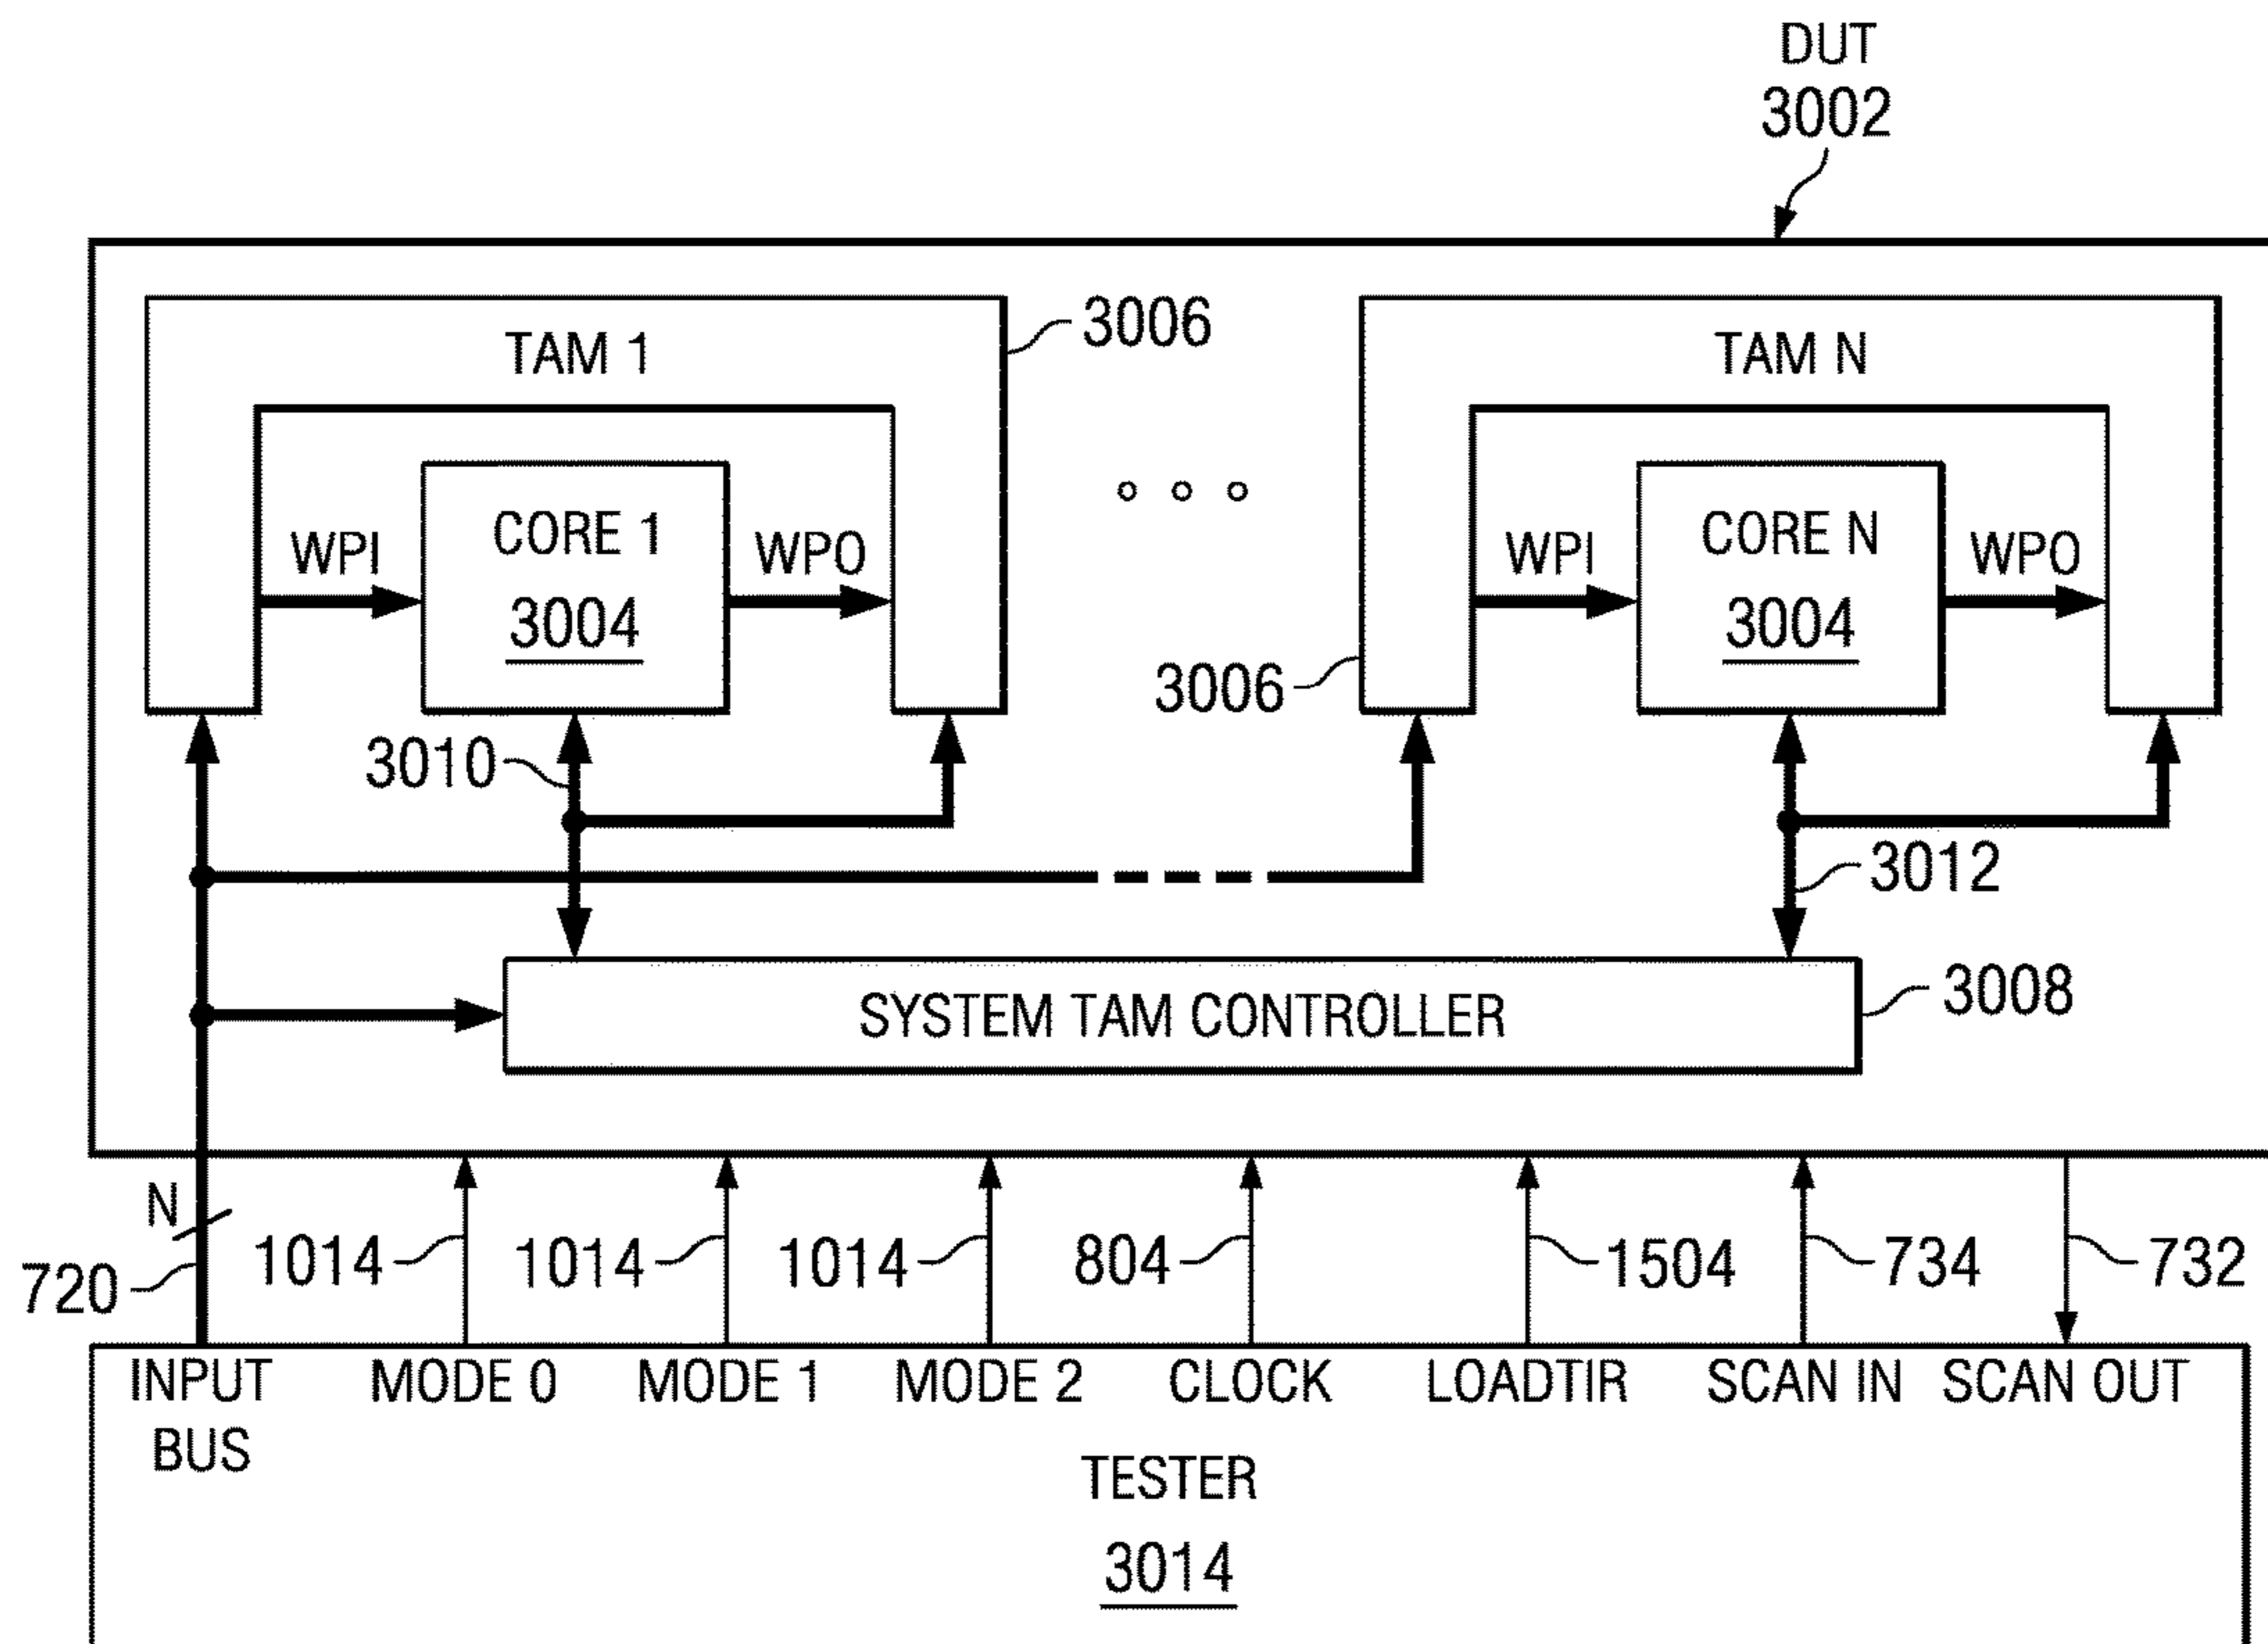 DUT
3002
TAM 1
3006
TAM N
WPI
CORE 1
3004
WPO
3006
WPI
CORE N
3004
WPO
3010
3012
SYSTEM TAM CONTROLLER
3008
N
720
1014
1014
1014
804
1504
734
732
INPUT
BUS
MODE 0
MODE 1
MODE 2
CLOCK
LOADTIR
SCAN IN
SCAN OUT
TESTER
3014